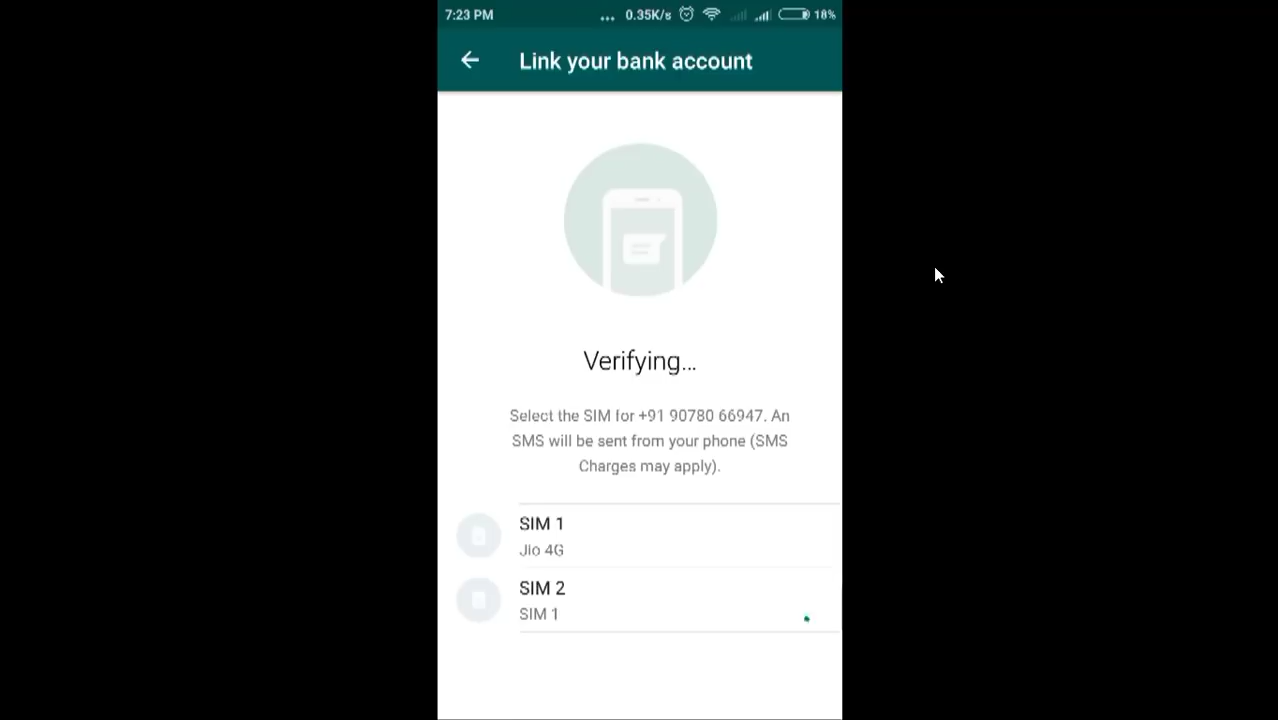 7:23 PM ... 0.35K/s 18%
Link your bank account
Verifying...
Select the SIM for +91 90780 66947. An
SMS will be sent from your phone (SMS
Charges may apply).
SIM 1
Jio 4G
SIM 2
SIM 1